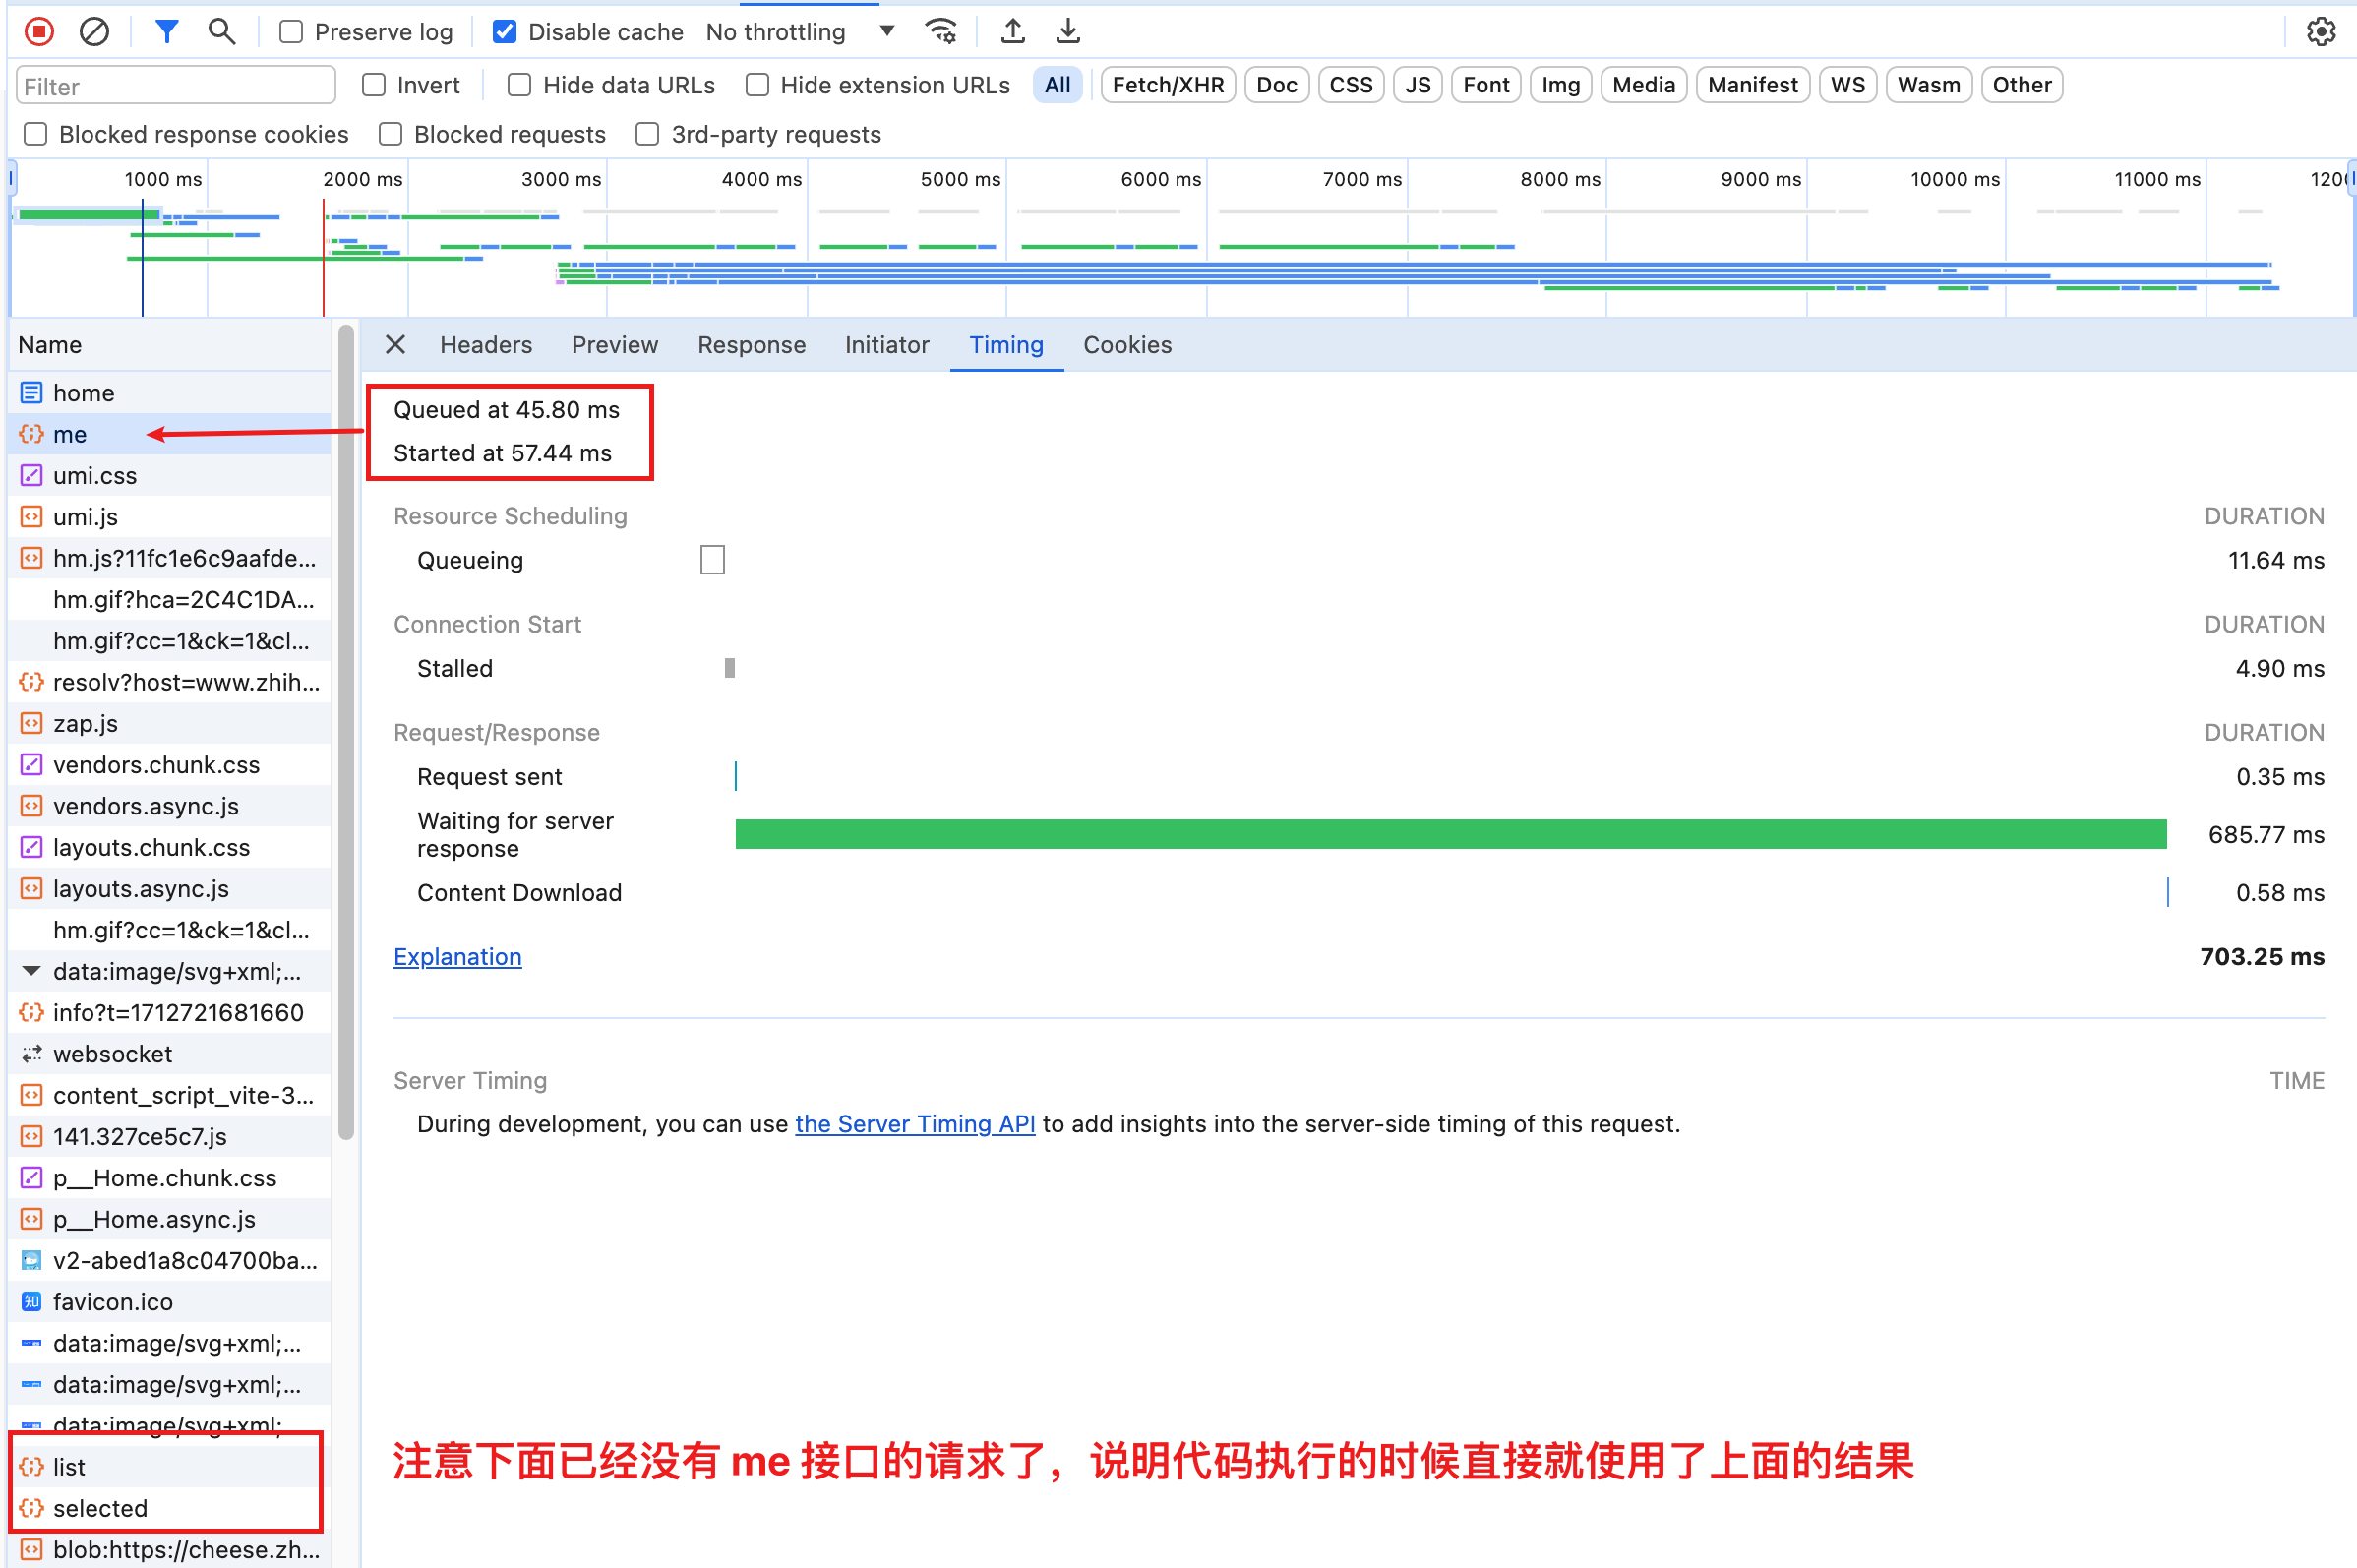 Preserve log Disable cache No throttling
Filter Invert Hide data URLs Hide extension URLs All Fetch/XHR Doc CSS JS Font Img Media Manifest WS Wasm Other
Blocked response cookies Blocked requests 3rd-party requests
1000 ms 2000 ms 3000 ms 4000 ms 5000 ms 6000 ms 7000 ms 8000 ms 9000 ms 10000 ms 11000 ms 120
Name
home
me
umi.css
umi.js
hm.js?11fc1e6c9aafde...
hm.gif?hca=2C4C1DA...
hm.gif?cc=1&ck=1&cl...
resolv?host=www.zhih...
zap.js
vendors.chunk.css
vendors.async.js
layouts.chunk.css
layouts.async.js
hm.gif?cc=1&ck=1&cl...
data:image/svg+xml;...
info?t=1712721681660
websocket
content_script_vite-3...
141.327ce5c7.js
p__Home.chunk.css
p__Home.async.js
v2-abed1a8c04700ba...
favicon.ico
data:image/svg+xml;...
data:image/svg+xml;...
data:image/svg+xml;
list
selected
blob:https://cheese.zh...
Headers Preview Response Initiator Timing Cookies
Queued at 45.80 ms
Started at 57.44 ms
Resource Scheduling DURATION
Queueing 11.64 ms
Connection Start DURATION
Stalled 4.90 ms
Request/Response DURATION
Request sent 0.35 ms
Waiting for server
response 685.77 ms
Content Download 0.58 ms
Explanation 703.25 ms
Server Timing TIME
During development, you can use the Server Timing API to add insights into the server-side timing of this request.
注意下面已经没有 me 接口的请求了，说明代码执行的时候直接就使用了上面的结果